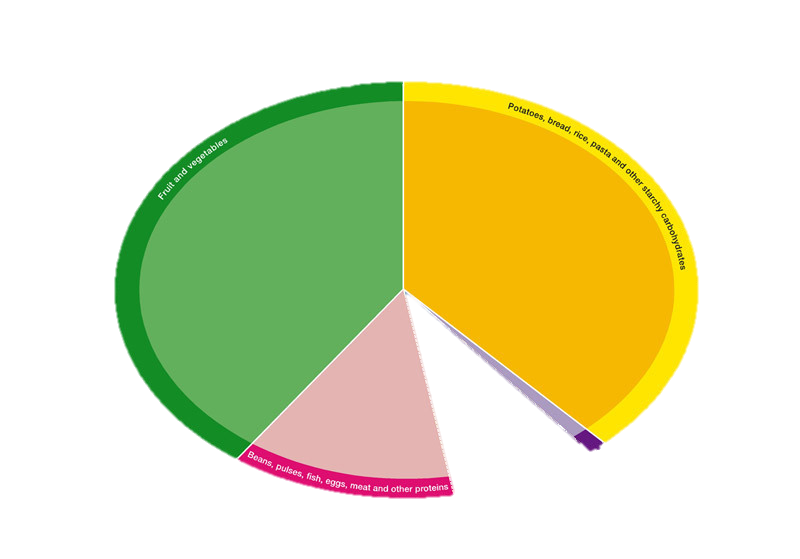 Fruit and vegetables
Potatoes, bread, rice, pasta and other starchy carbohydrates
Beans, pulses, fish, eggs, meat and other proteins